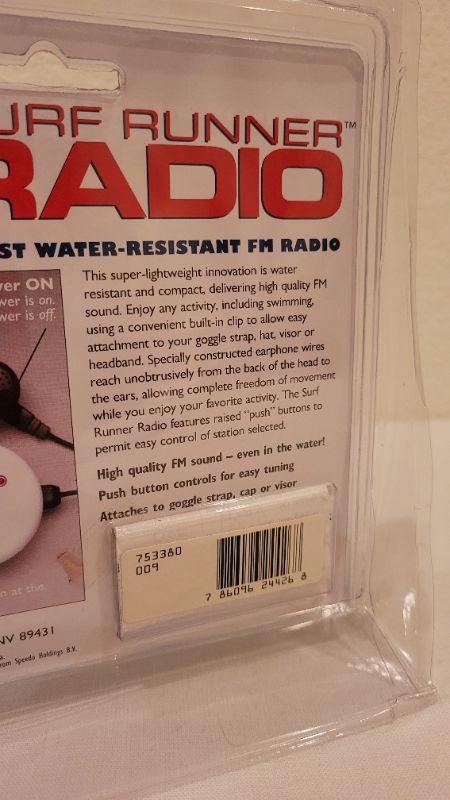 URF RUNNER™
RADIO
ST WATER-RESISTANT FM RADIO
wer ON
wer is on.
wer is off.
This super-lightweight innovation is water
resistant and compact, delivering high quality FM
sound. Enjoy any activity, including swimming,
using a convenient built-in clip to allow easy
attachment to your goggle strap, hat, visor or
headband. Specially constructed earphone wires
reach unobtrusively from the back of the head to
the ears, allowing complete freedom of movement
while you enjoy your favorite activity. The Surf
Runner Radio features raised "push" buttons to
permit easy control of station selected.
High quality FM sound – even in the water!
Push button controls for easy tuning
Attaches to goggle strap, cap or visor
753380
009
7 86096 24426 8
n at the
NV 89431
rom Speedo Holdings B.V.